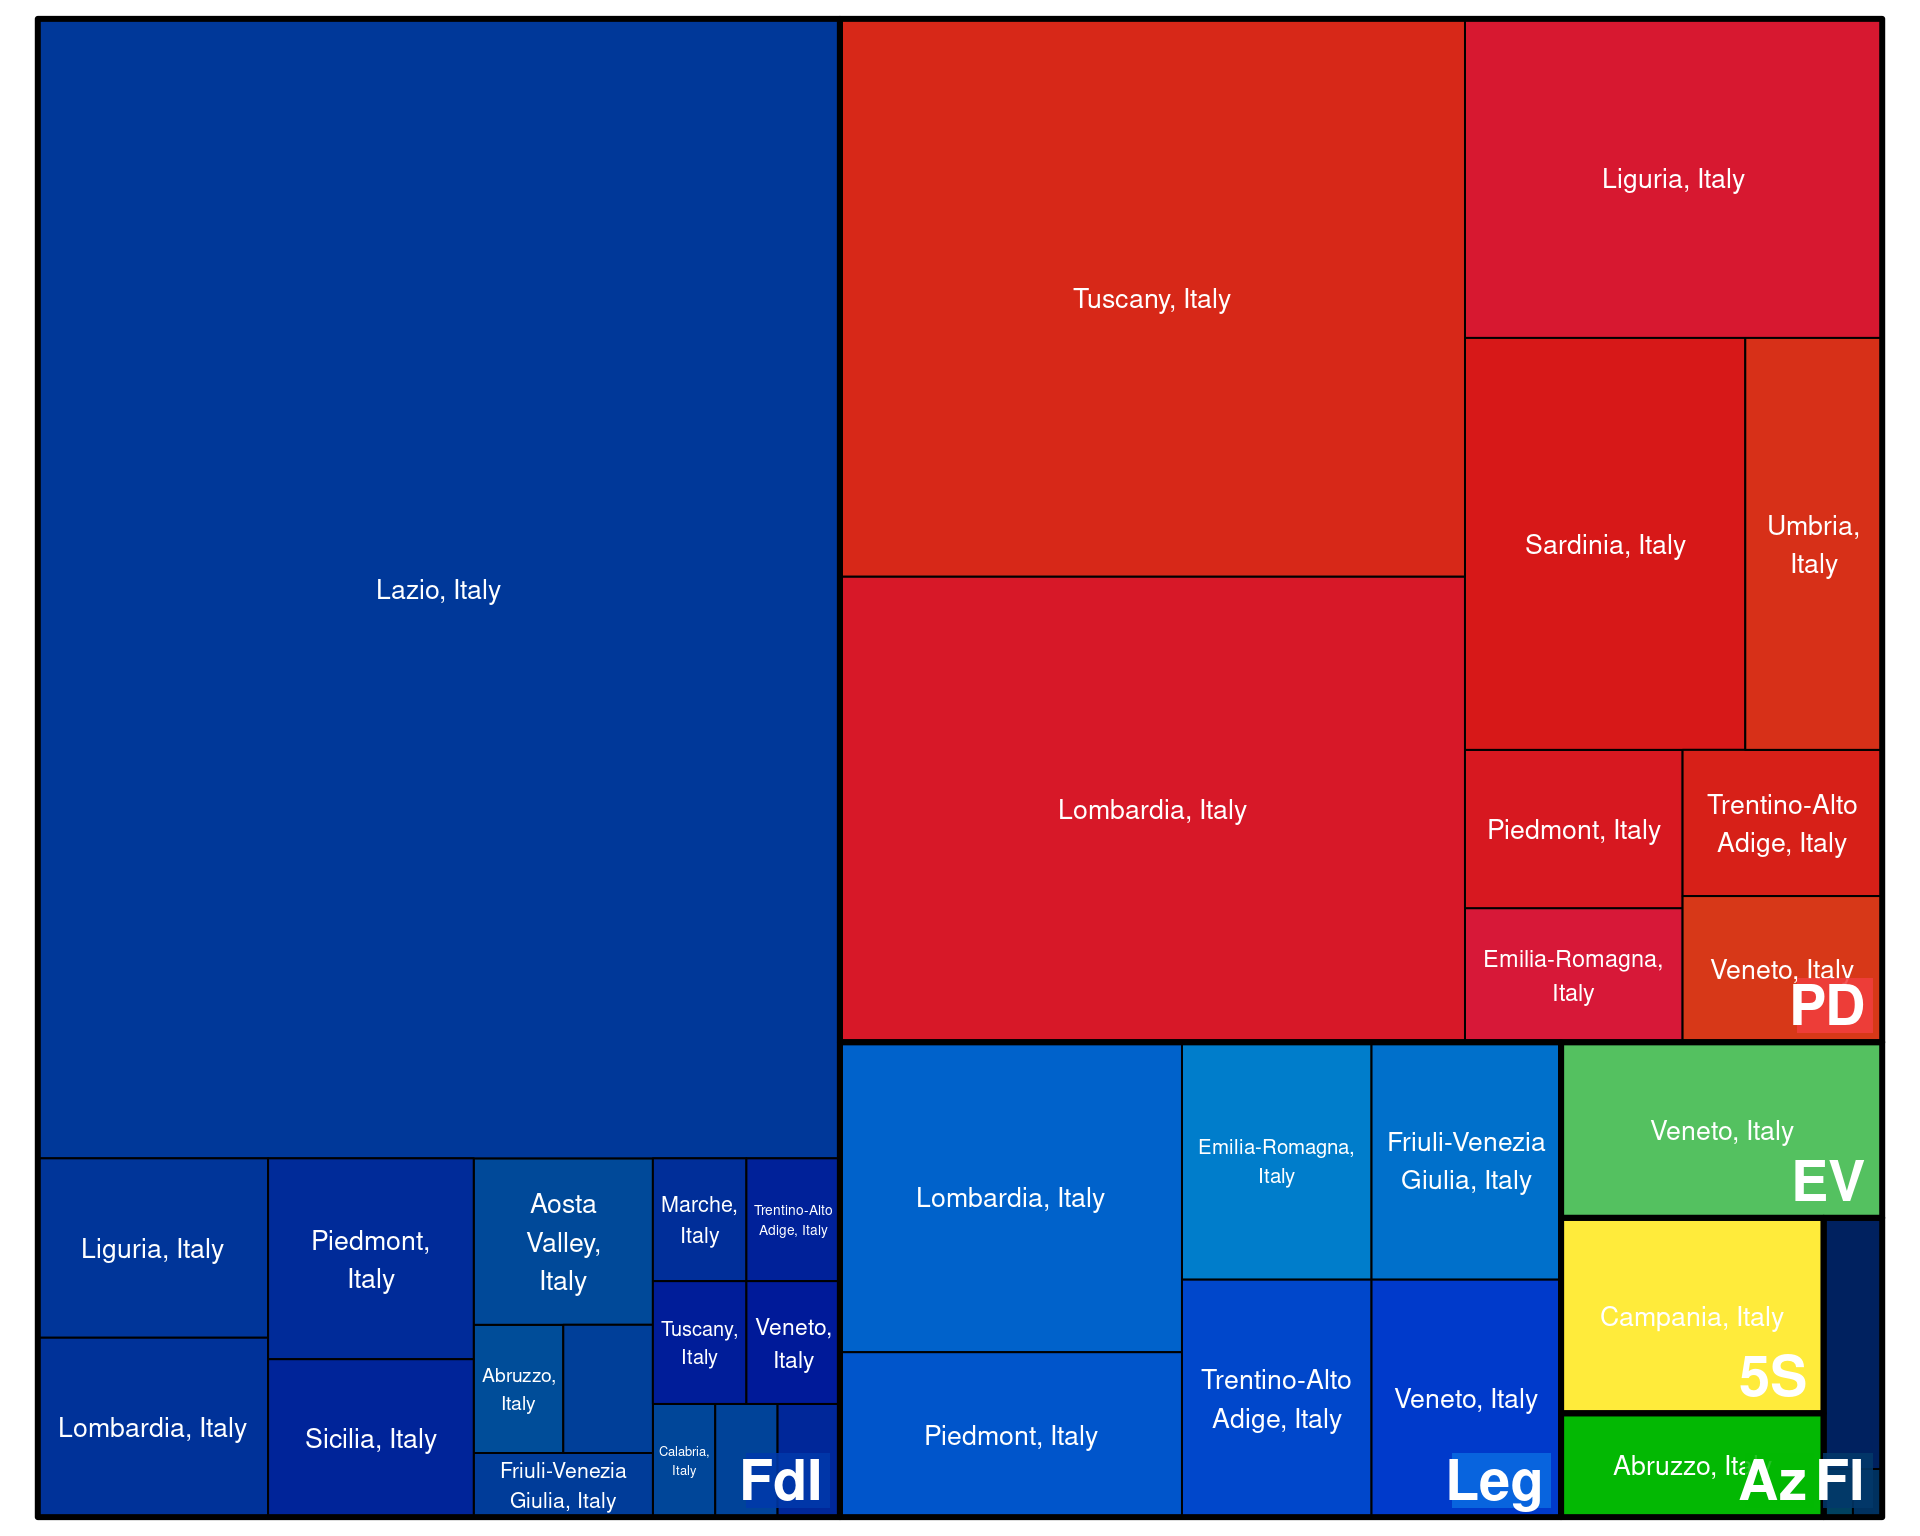 Lazio, Italy
Liguria, Italy
Lombardia, Italy
Piedmont,
Italy
Sicilia, Italy
Aosta
Valley,
Italy
Abruzzo,
Italy
Friuli-Venezia
Giulia, Italy
Marche,
Italy
Trentino-Alto
Adige, Italy
Tuscany,
Italy
Veneto,
Italy
Calabria,
Italy
FdI
Tuscany, Italy
Lombardia, Italy
Liguria, Italy
Sardinia, Italy
Umbria,
Italy
Piedmont, Italy
Trentino-Alto
Adige, Italy
Emilia-Romagna,
Italy
Veneto, Italy
PD
Lombardia, Italy
Piedmont, Italy
Emilia-Romagna,
Italy
Friuli-Venezia
Giulia, Italy
Trentino-Alto
Adige, Italy
Veneto, Italy
Leg
Veneto, Italy
EV
Campania, Italy
5S
Abruzzo, Italy
Az
FI